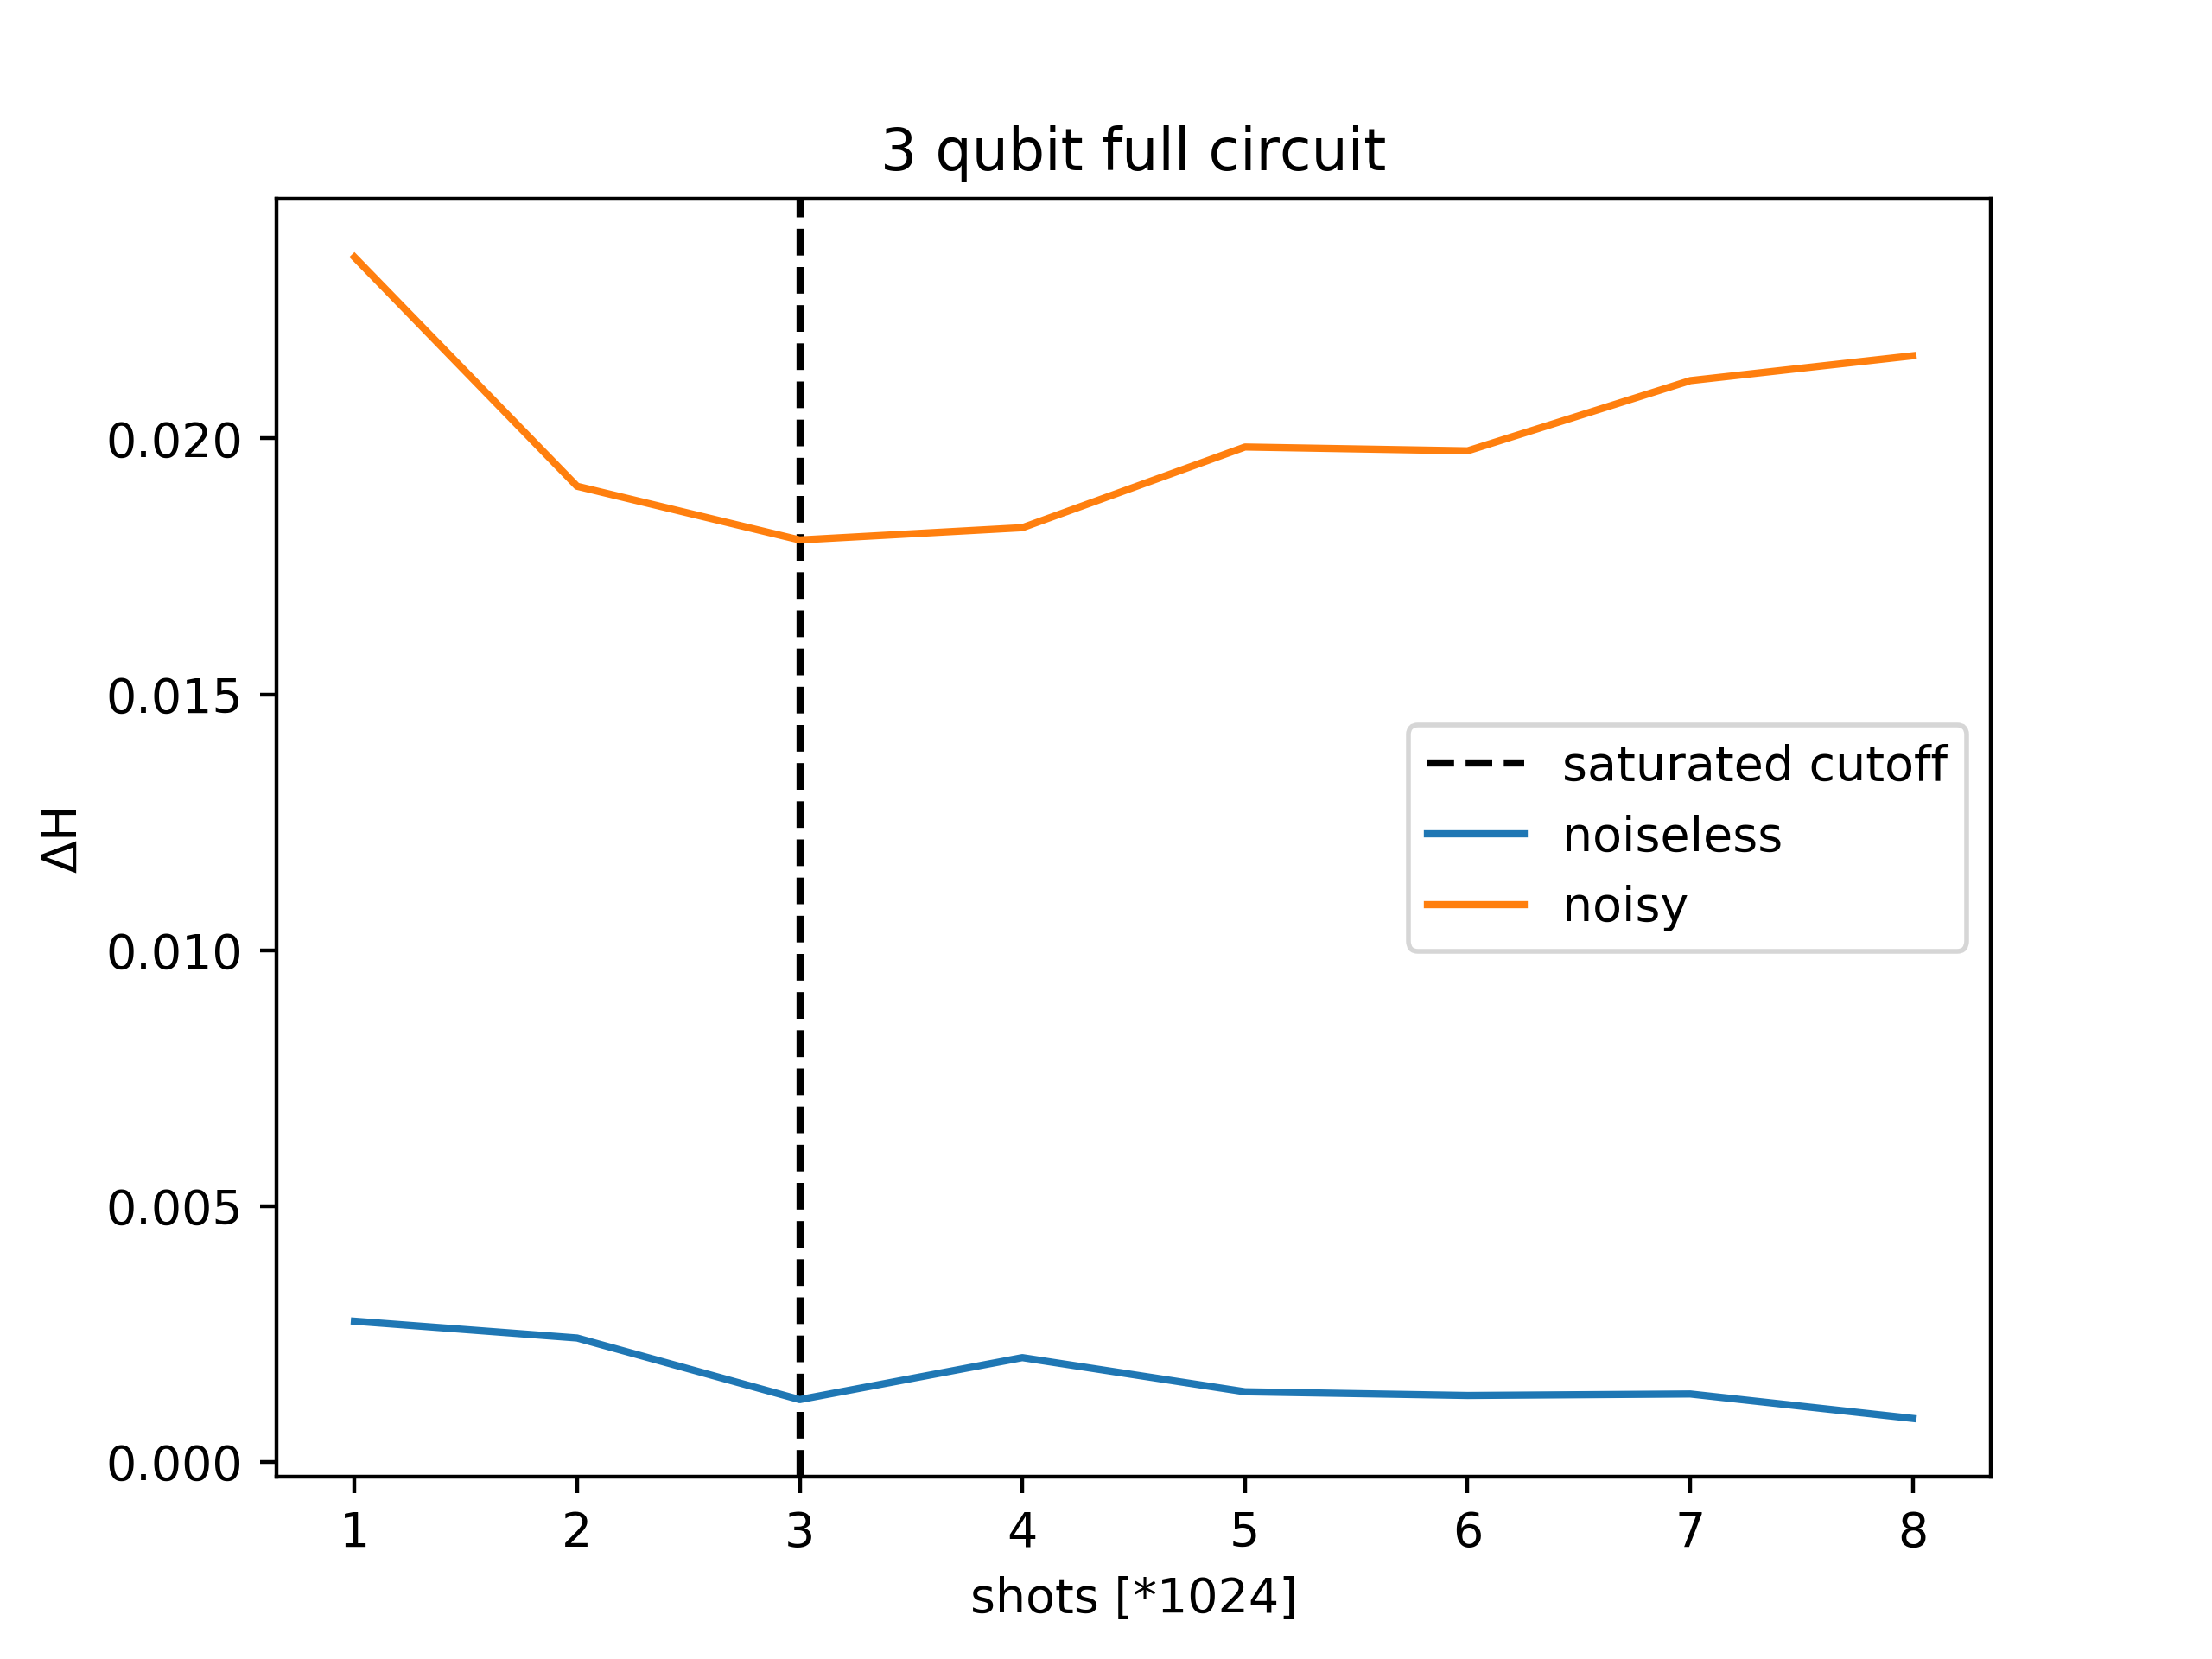 3 qubit full circuit
ΔH
0.020
0.015
0.010
0.005
0.000
saturated cutoff
noiseless
noisy
1 2 3 4 5 6 7 8
shots [*1024]